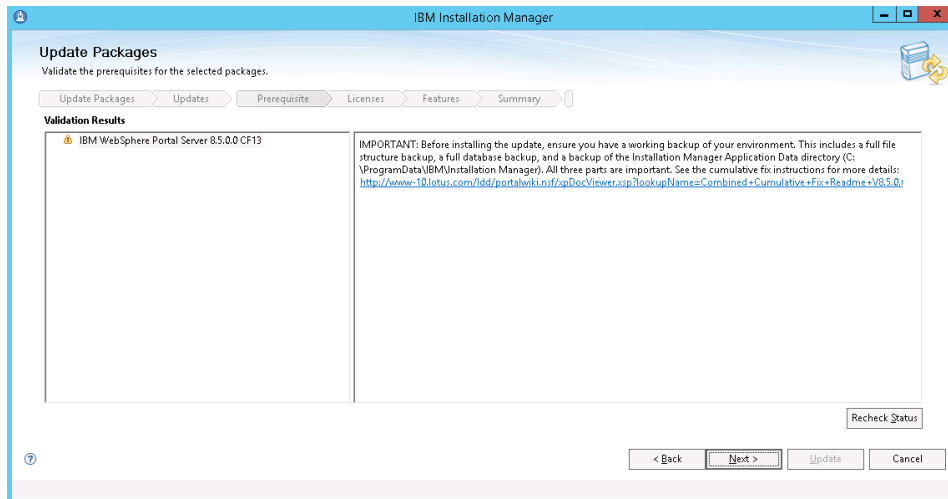 IBM Installation Manager
Update Packages
Validate the prerequisites for the selected packages.
Update Packages
Updates
Prerequisite
Licenses
Features
Summary
Validation Results
IBM WebSphere Portal Server 8.5.0.0 CF13
IMPORTANT: Before installing the update, ensure you have a working backup of your environment. This includes a full file
structure backup, a full database backup, and a backup of the Installation Manager Application Data directory (C:
\ProgramData\IBM\Installation Manager). All three parts are important. See the cumulative fix instructions for more details:
http://www-10.lotus.com/ldd/portalwiki.nsf/xpDocViewer.xsp?lookupName=Combined+Cumulative+Fix+Readme+V8.5.0.
Recheck Status
?
< Back
Next >
Update
Cancel